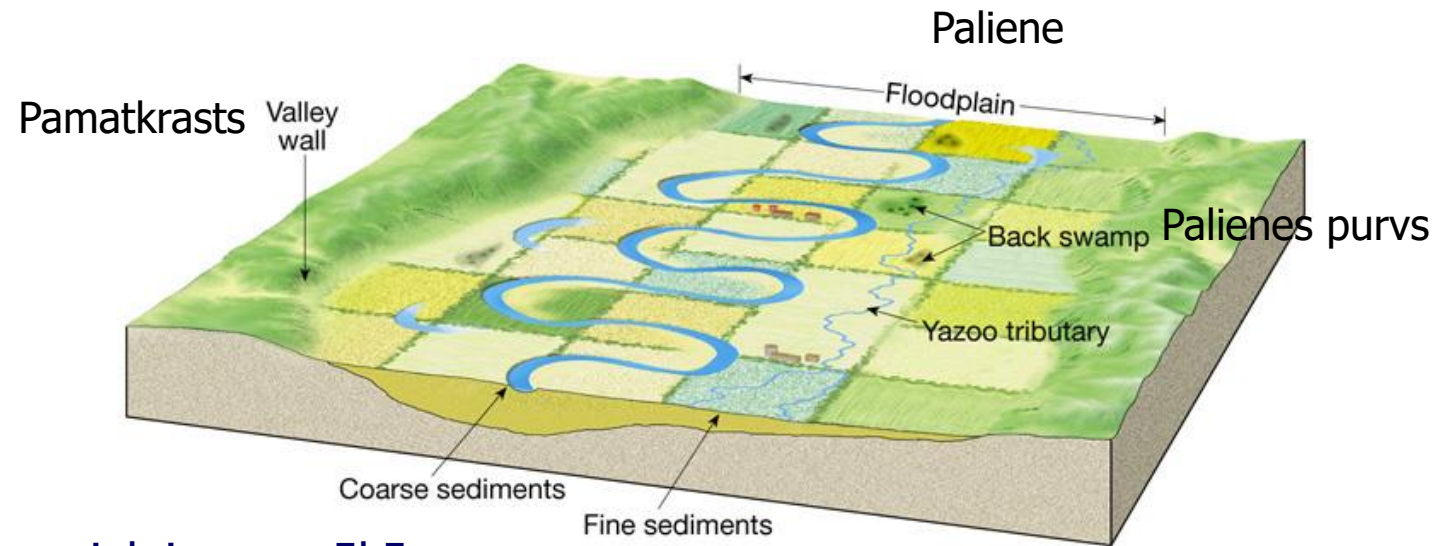 Paliene
Floodplain
Pamatkrasts
Valley
wall
Back swamp
Palienes purvs
Yazoo tributary
Coarse sediments
Fine sediments